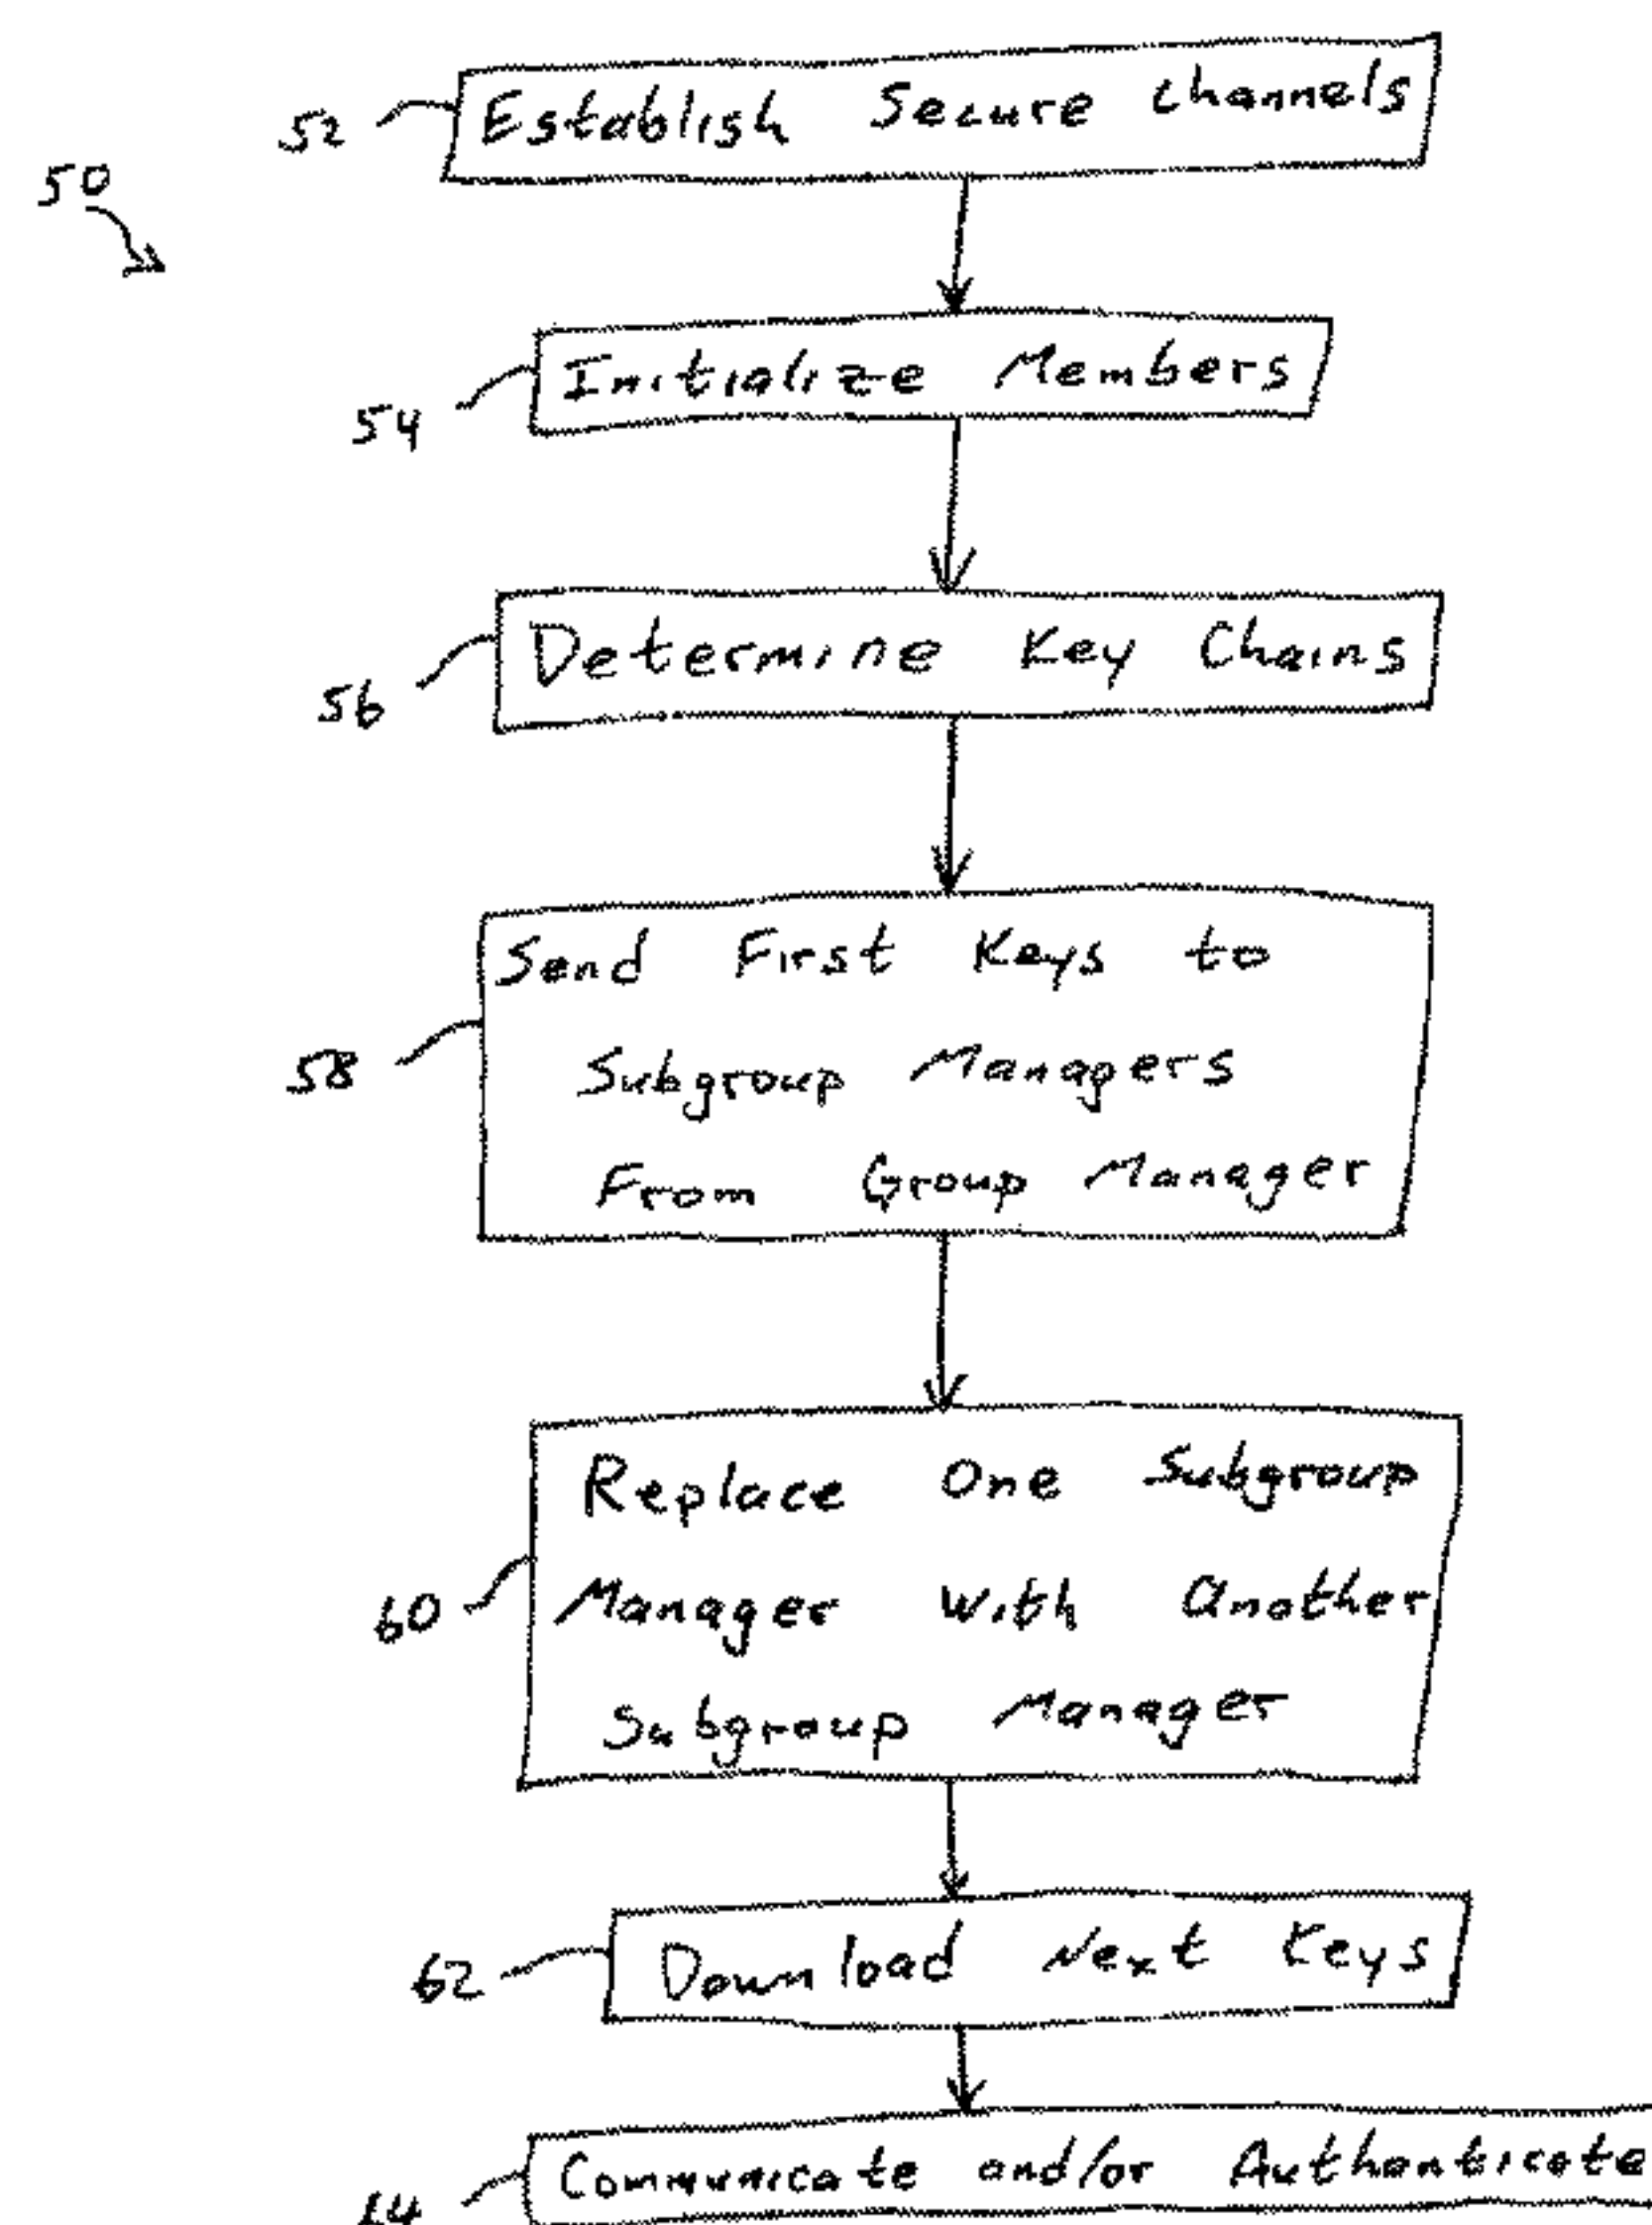 52
Establish Secure Channels
50
Initialize Members
54
Determine Key Chains
56
Send First Keys to
Subgroup Managers
58
From Group Manager
Replace One Subgroup
Manager With Another
60
Subgroup Manager
Download Next Keys
62
Communicate and/or Authenticate
64